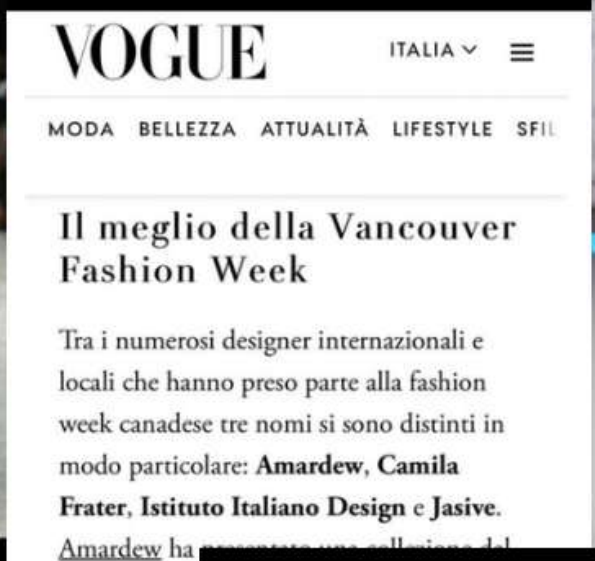 VOGUE
ITALIA
MODA BELLEZZA ATTUALITÀ LIFESTYLE SFIL
Il meglio della Vancouver
Fashion Week
Tra i numerosi designer internazionali e
locali che hanno preso parte alla fashion
week canadese tre nomi si sono distinti in
modo particolare: Amardew, Camila
Frater, Istituto Italiano Design e Jasive.
Amardew ha